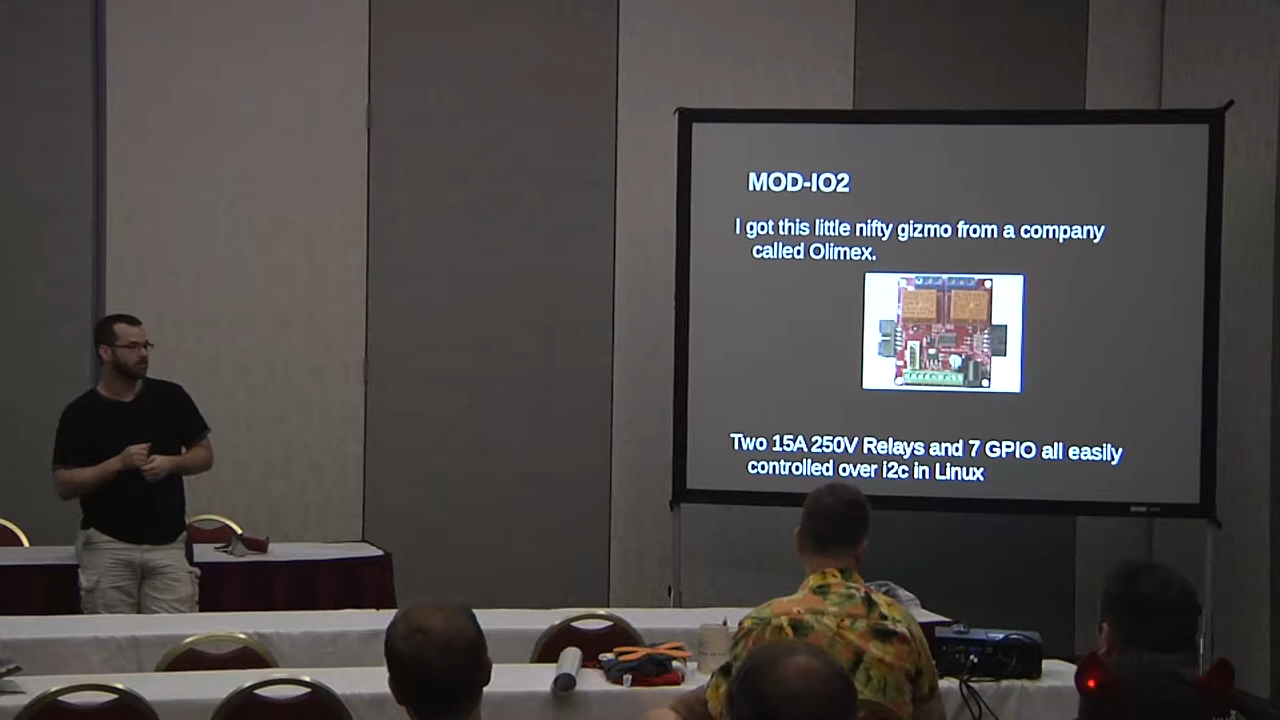 MOD-IO2
I got this little nifty gizmo from a company
called Olimex.
Two 15A 250V Relays and 7 GPIO all easily
controlled over i2c in Linux